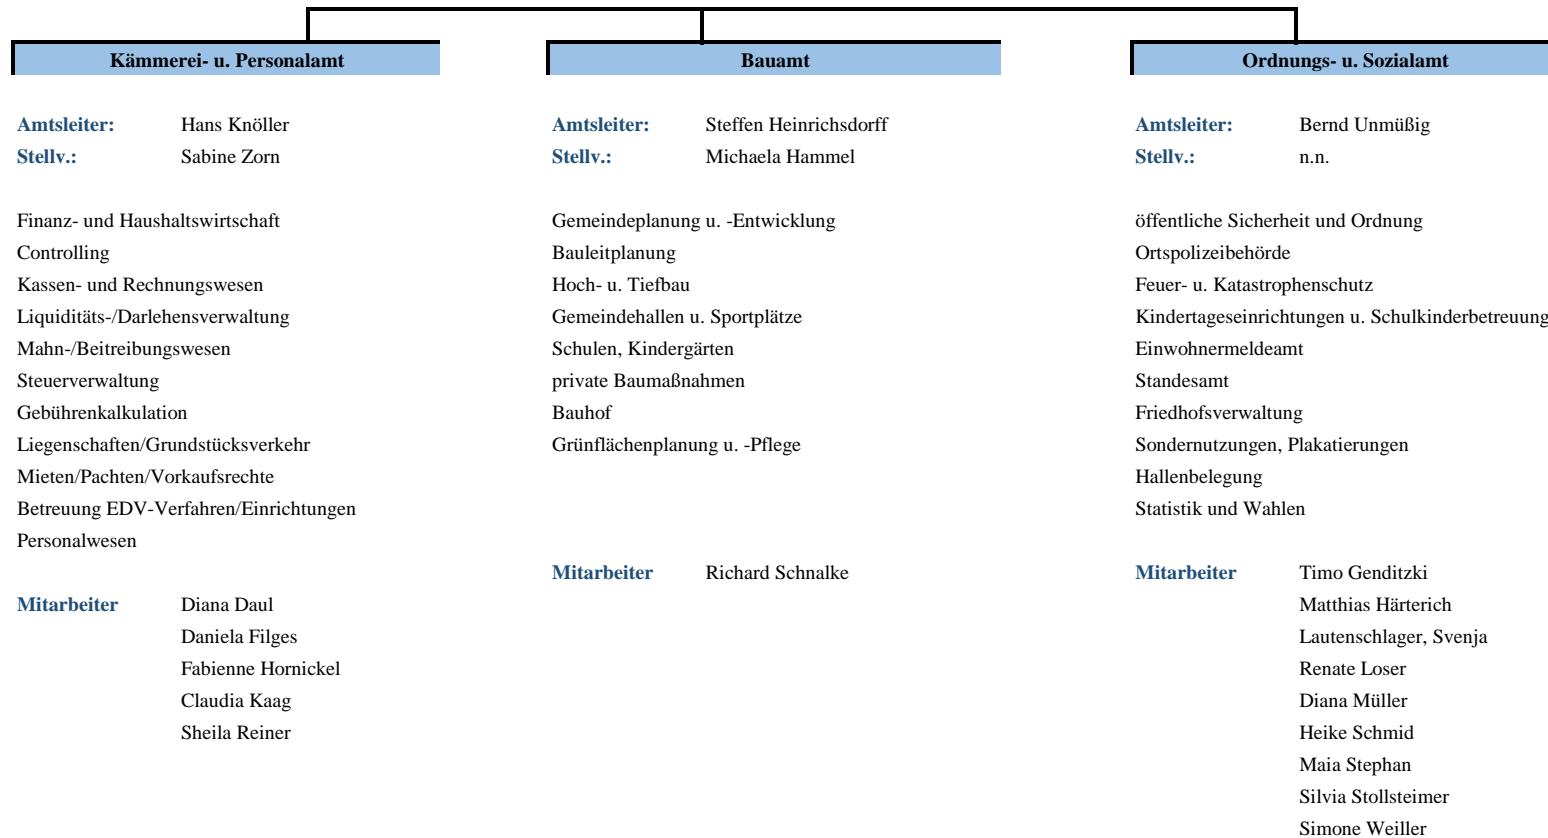 Kämmerei- u. Personalamt
Amtsleiter: Hans Knöller
Stellv.: Sabine Zorn
Finanz- und Haushaltswirtschaft
Controlling
Kassen- und Rechnungswesen
Liquiditäts-/Darlehensverwaltung
Mahn-/Beitreibungswesen
Steuerverwaltung
Gebührenkalkulation
Liegenschaften/Grundstücksverkehr
Mieten/Pachten/Vorkaufsrechte
Betreuung EDV-Verfahren/Einrichtungen
Personalwesen
Mitarbeiter Diana Daul
Daniela Filges
Fabienne Hornickel
Claudia Kaag
Sheila Reiner
Bauamt
Amtsleiter: Steffen Heinrichsdorff
Stellv.: Michaela Hammel
Gemeindeplanung u. -Entwicklung
Bauleitplanung
Hoch- u. Tiefbau
Gemeindehallen u. Sportplätze
Schulen, Kindergärten
private Baumaßnahmen
Bauhof
Grünflächenplanung u. -Pflege
Mitarbeiter Richard Schnalke
Ordnungs- u. Sozialamt
Amtsleiter: Bernd Unmüßig
Stellv.: n.n.
öffentliche Sicherheit und Ordnung
Ortspolizeibehörde
Feuer- u. Katastrophenschutz
Kindertageseinrichtungen u. Schulkinderbetreuung
Einwohnermeldeamt
Standesamt
Friedhofsverwaltung
Sondernutzungen, Plakatierungen
Hallenbelegung
Statistik und Wahlen
Mitarbeiter Timo Genditzki
Matthias Härterich
Lautenschlager, Svenja
Renate Loser
Diana Müller
Heike Schmid
Maia Stephan
Silvia Stollsteimer
Simone Weiller